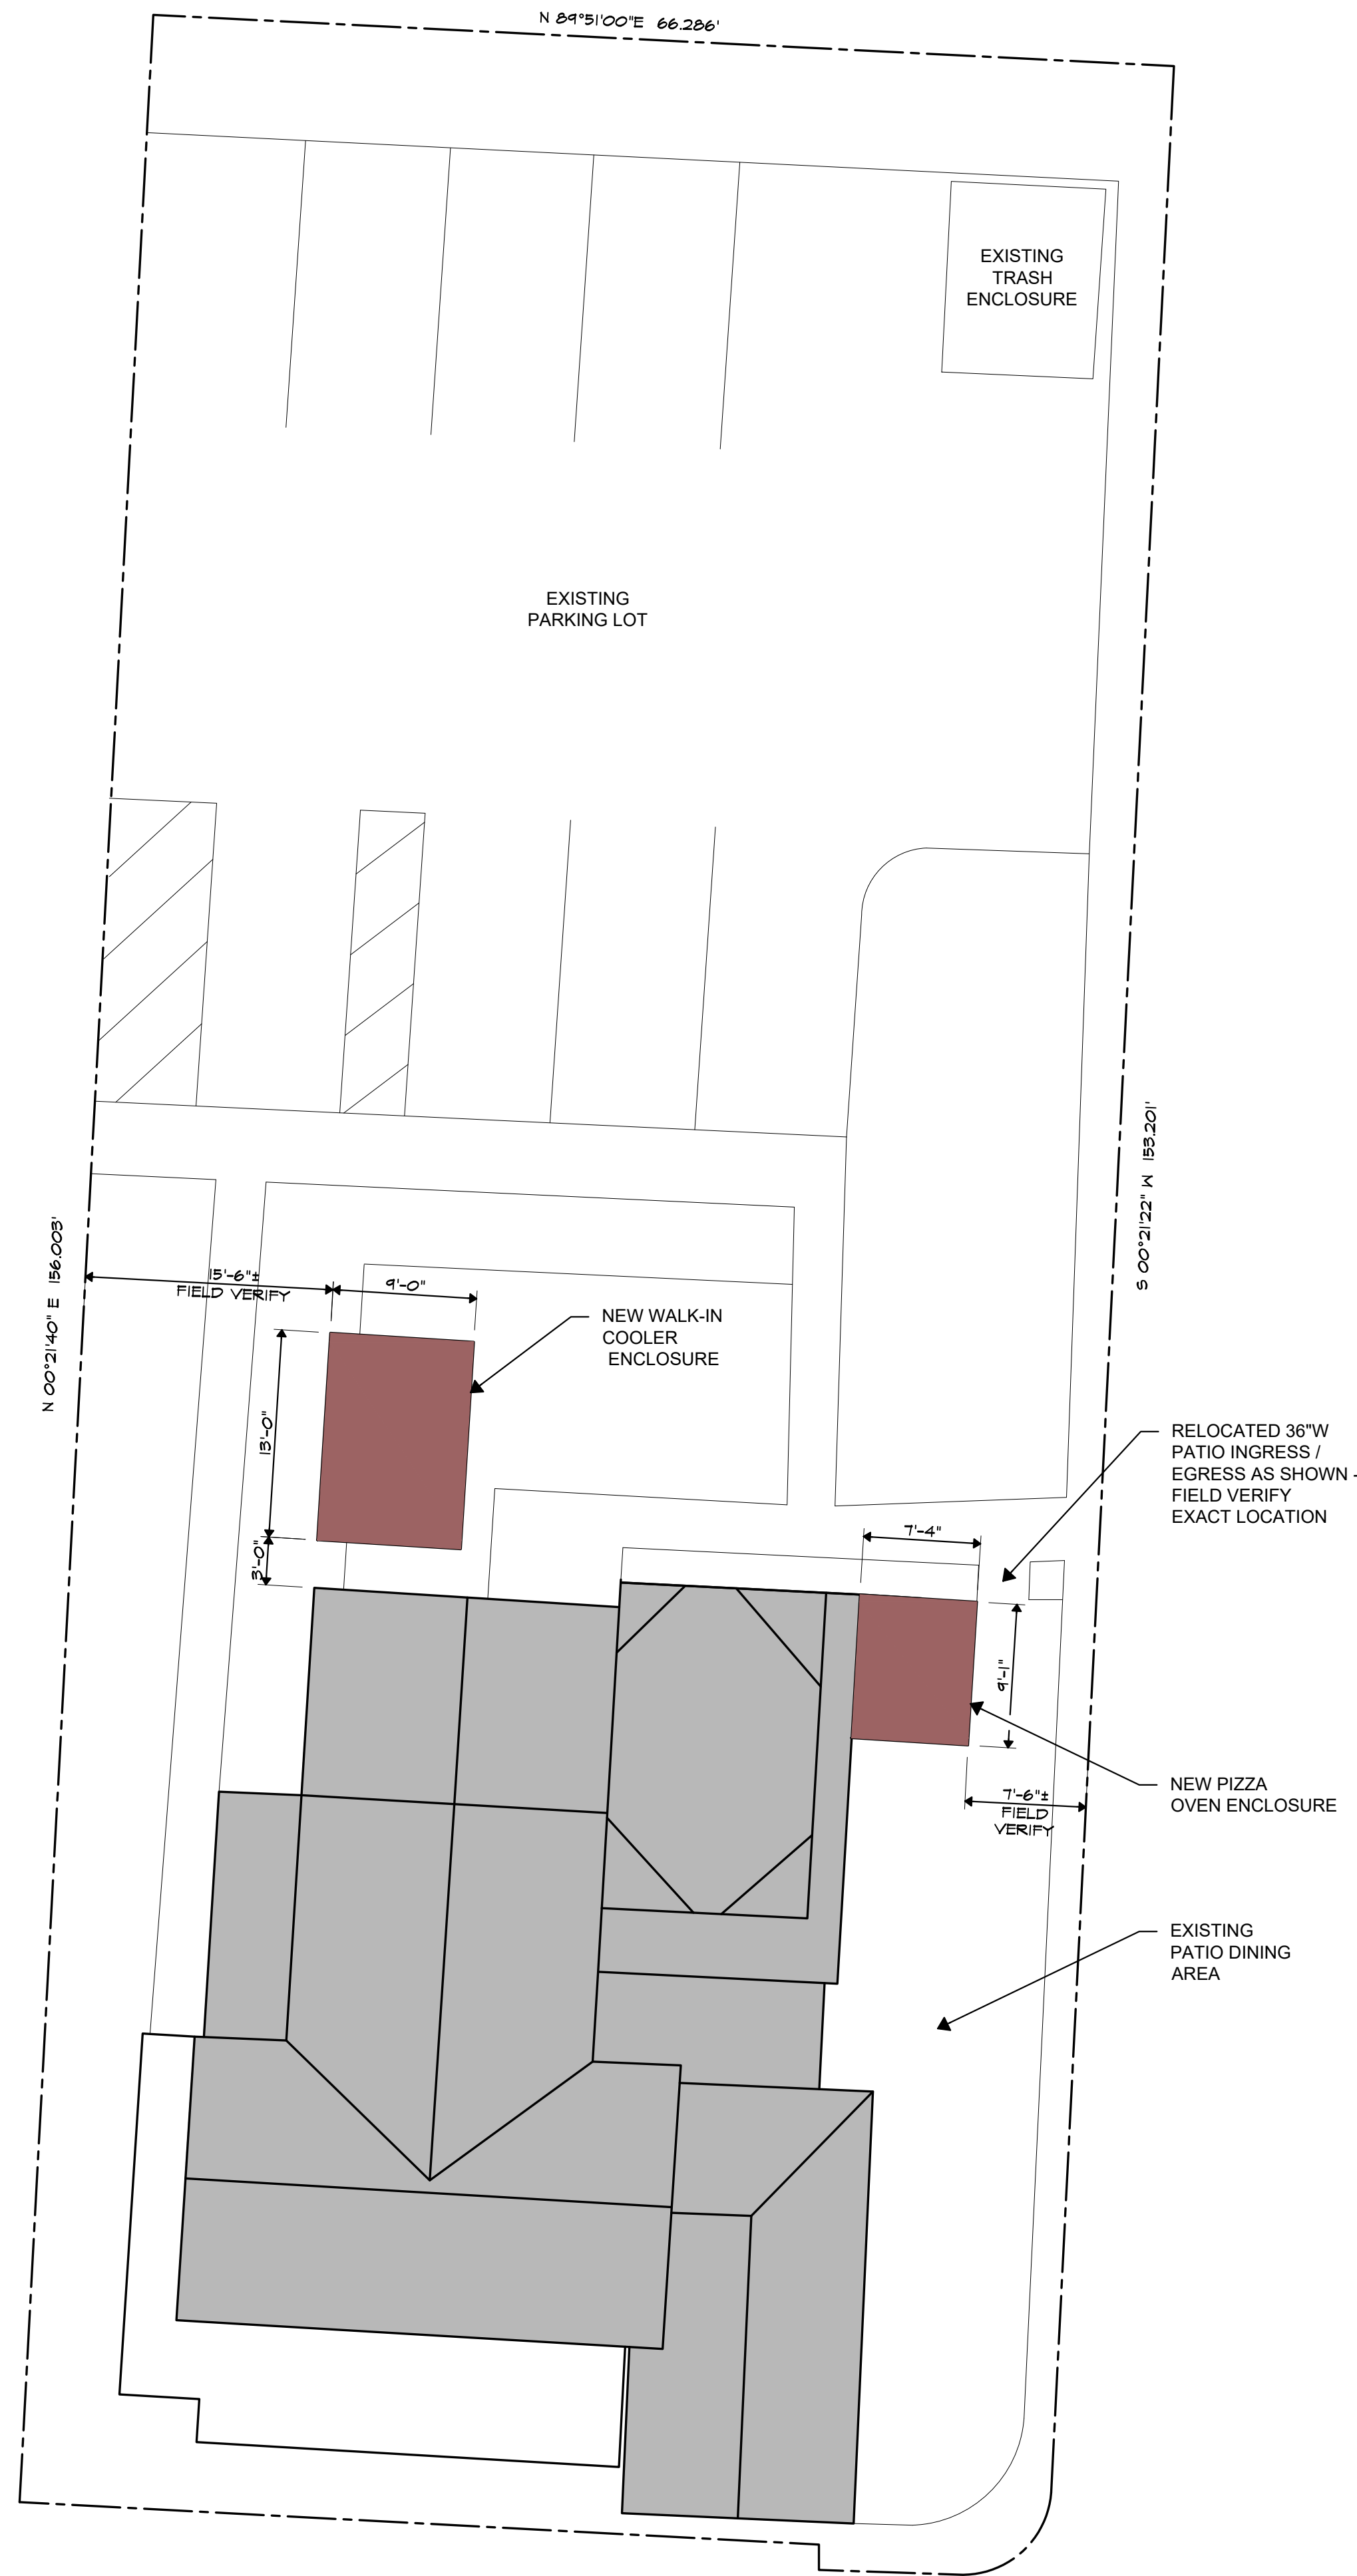 N 89°51'00"E 66.286'
EXISTING
TRASH
ENCLOSURE
EXISTING
PARKING LOT
S 00°21'22" W 153.201'
N 00°21'40" E 156.003'
15'-6"±
FIELD VERIFY
9'-0"
NEW WALK-IN
COOLER
ENCLOSURE
13'-0"
3'-0"
RELOCATED 36"W
PATIO INGRESS /
EGRESS AS SHOWN -
FIELD VERIFY
EXACT LOCATION
7'-4"
9'-1"
NEW PIZZA
OVEN ENCLOSURE
7'-6"±
FIELD
VERIFY
EXISTING
PATIO DINING
AREA